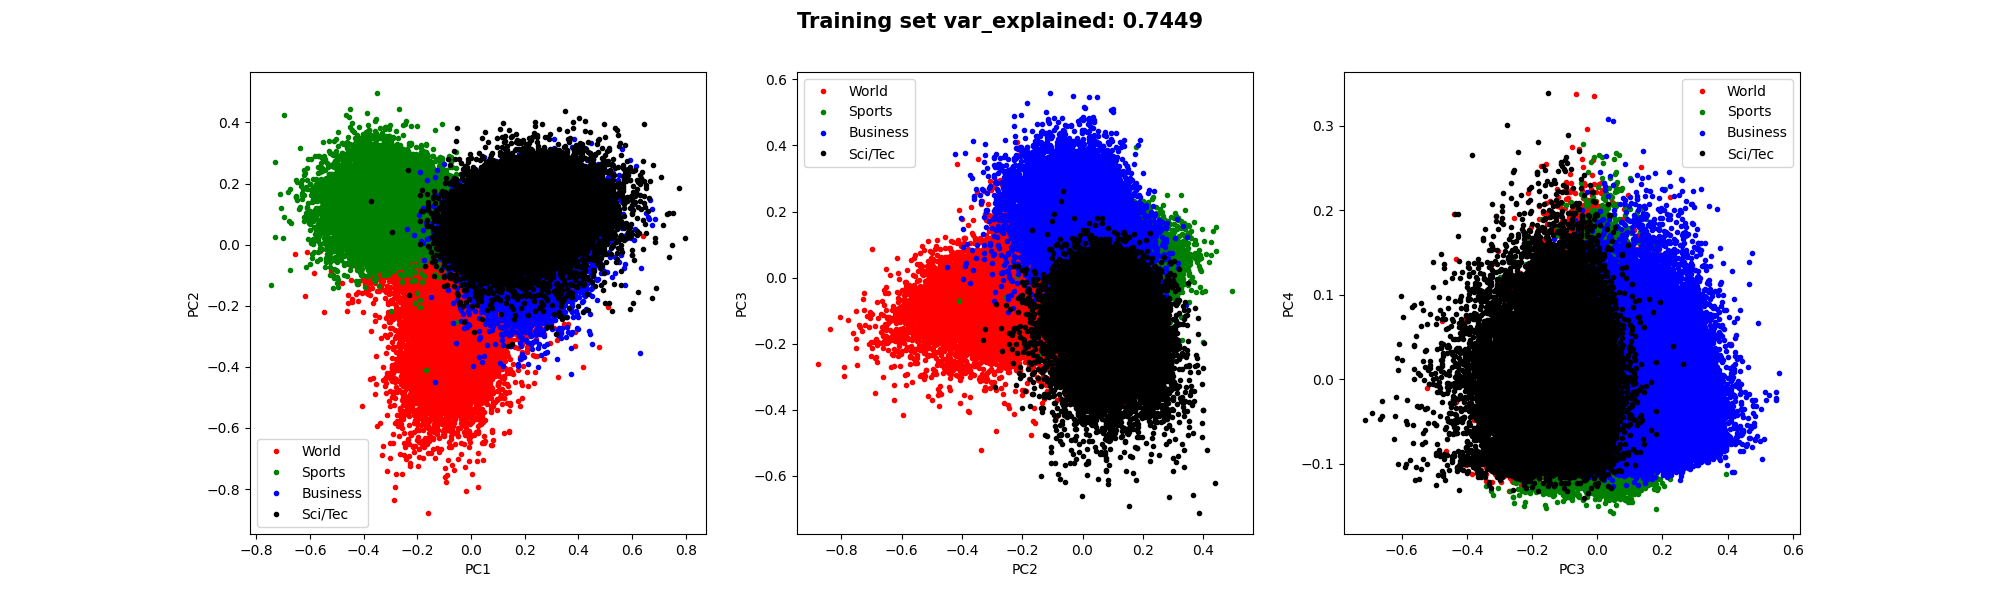 Training set var_explained: 0.7449
0.4
0.2
0.0
−0.2
−0.4
−0.6
−0.8
PC2
World
Sports
Business
Sci/Tec
−0.8 −0.6 −0.4 −0.2 0.0 0.2 0.4 0.6 0.8
PC1
0.6
0.4
0.2
0.0
−0.2
−0.4
−0.6
PC3
World
Sports
Business
Sci/Tec
−0.8 −0.6 −0.4 −0.2 0.0 0.2 0.4
PC2
0.3
0.2
0.1
0.0
−0.1
PC4
World
Sports
Business
Sci/Tec
−0.6 −0.4 −0.2 0.0 0.2 0.4 0.6
PC3